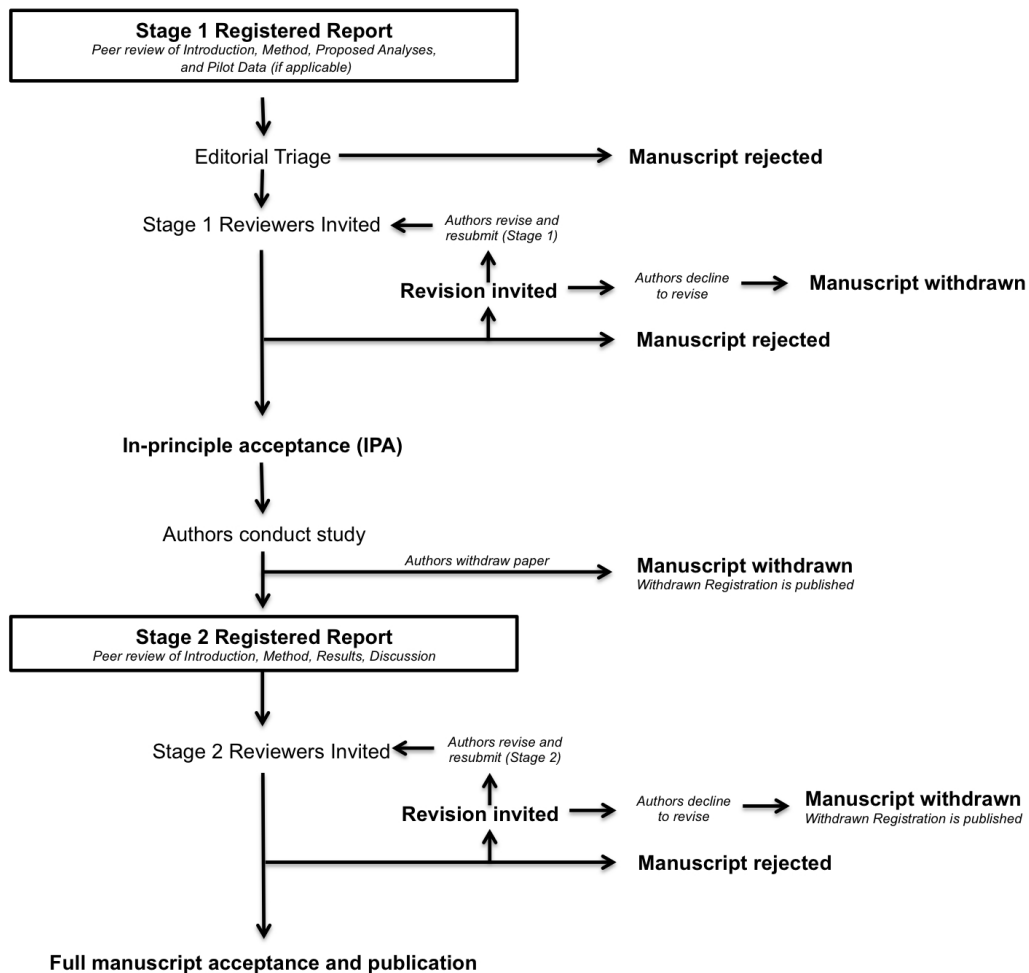 Stage 1 Registered Report
Peer review of Introduction, Method, Proposed Analyses,
and Pilot Data (if applicable)
Editorial Triage
Manuscript rejected
Stage 1 Reviewers Invited
Authors revise and
resubmit (Stage 1)
Revision invited
Authors decline
to revise
Manuscript withdrawn
Manuscript rejected
In-principle acceptance (IPA)
Authors conduct study
Authors withdraw paper
Manuscript withdrawn
Withdrawn Registration is published
Stage 2 Registered Report
Peer review of Introduction, Method, Results, Discussion
Stage 2 Reviewers Invited
Authors revise and
resubmit (Stage 2)
Revision invited
Authors decline
to revise
Manuscript withdrawn
Withdrawn Registration is published
Manuscript rejected
Full manuscript acceptance and publication